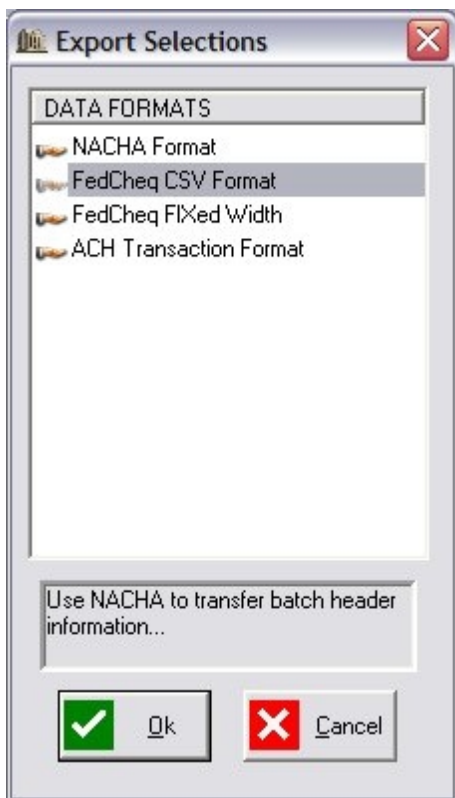 Export Selections
DATA FORMATS
NACHA Format
FedCheq CSV Format
FedCheq FIXed Width
ACH Transaction Format
Use NACHA to transfer batch header
information...
Ok
Cancel